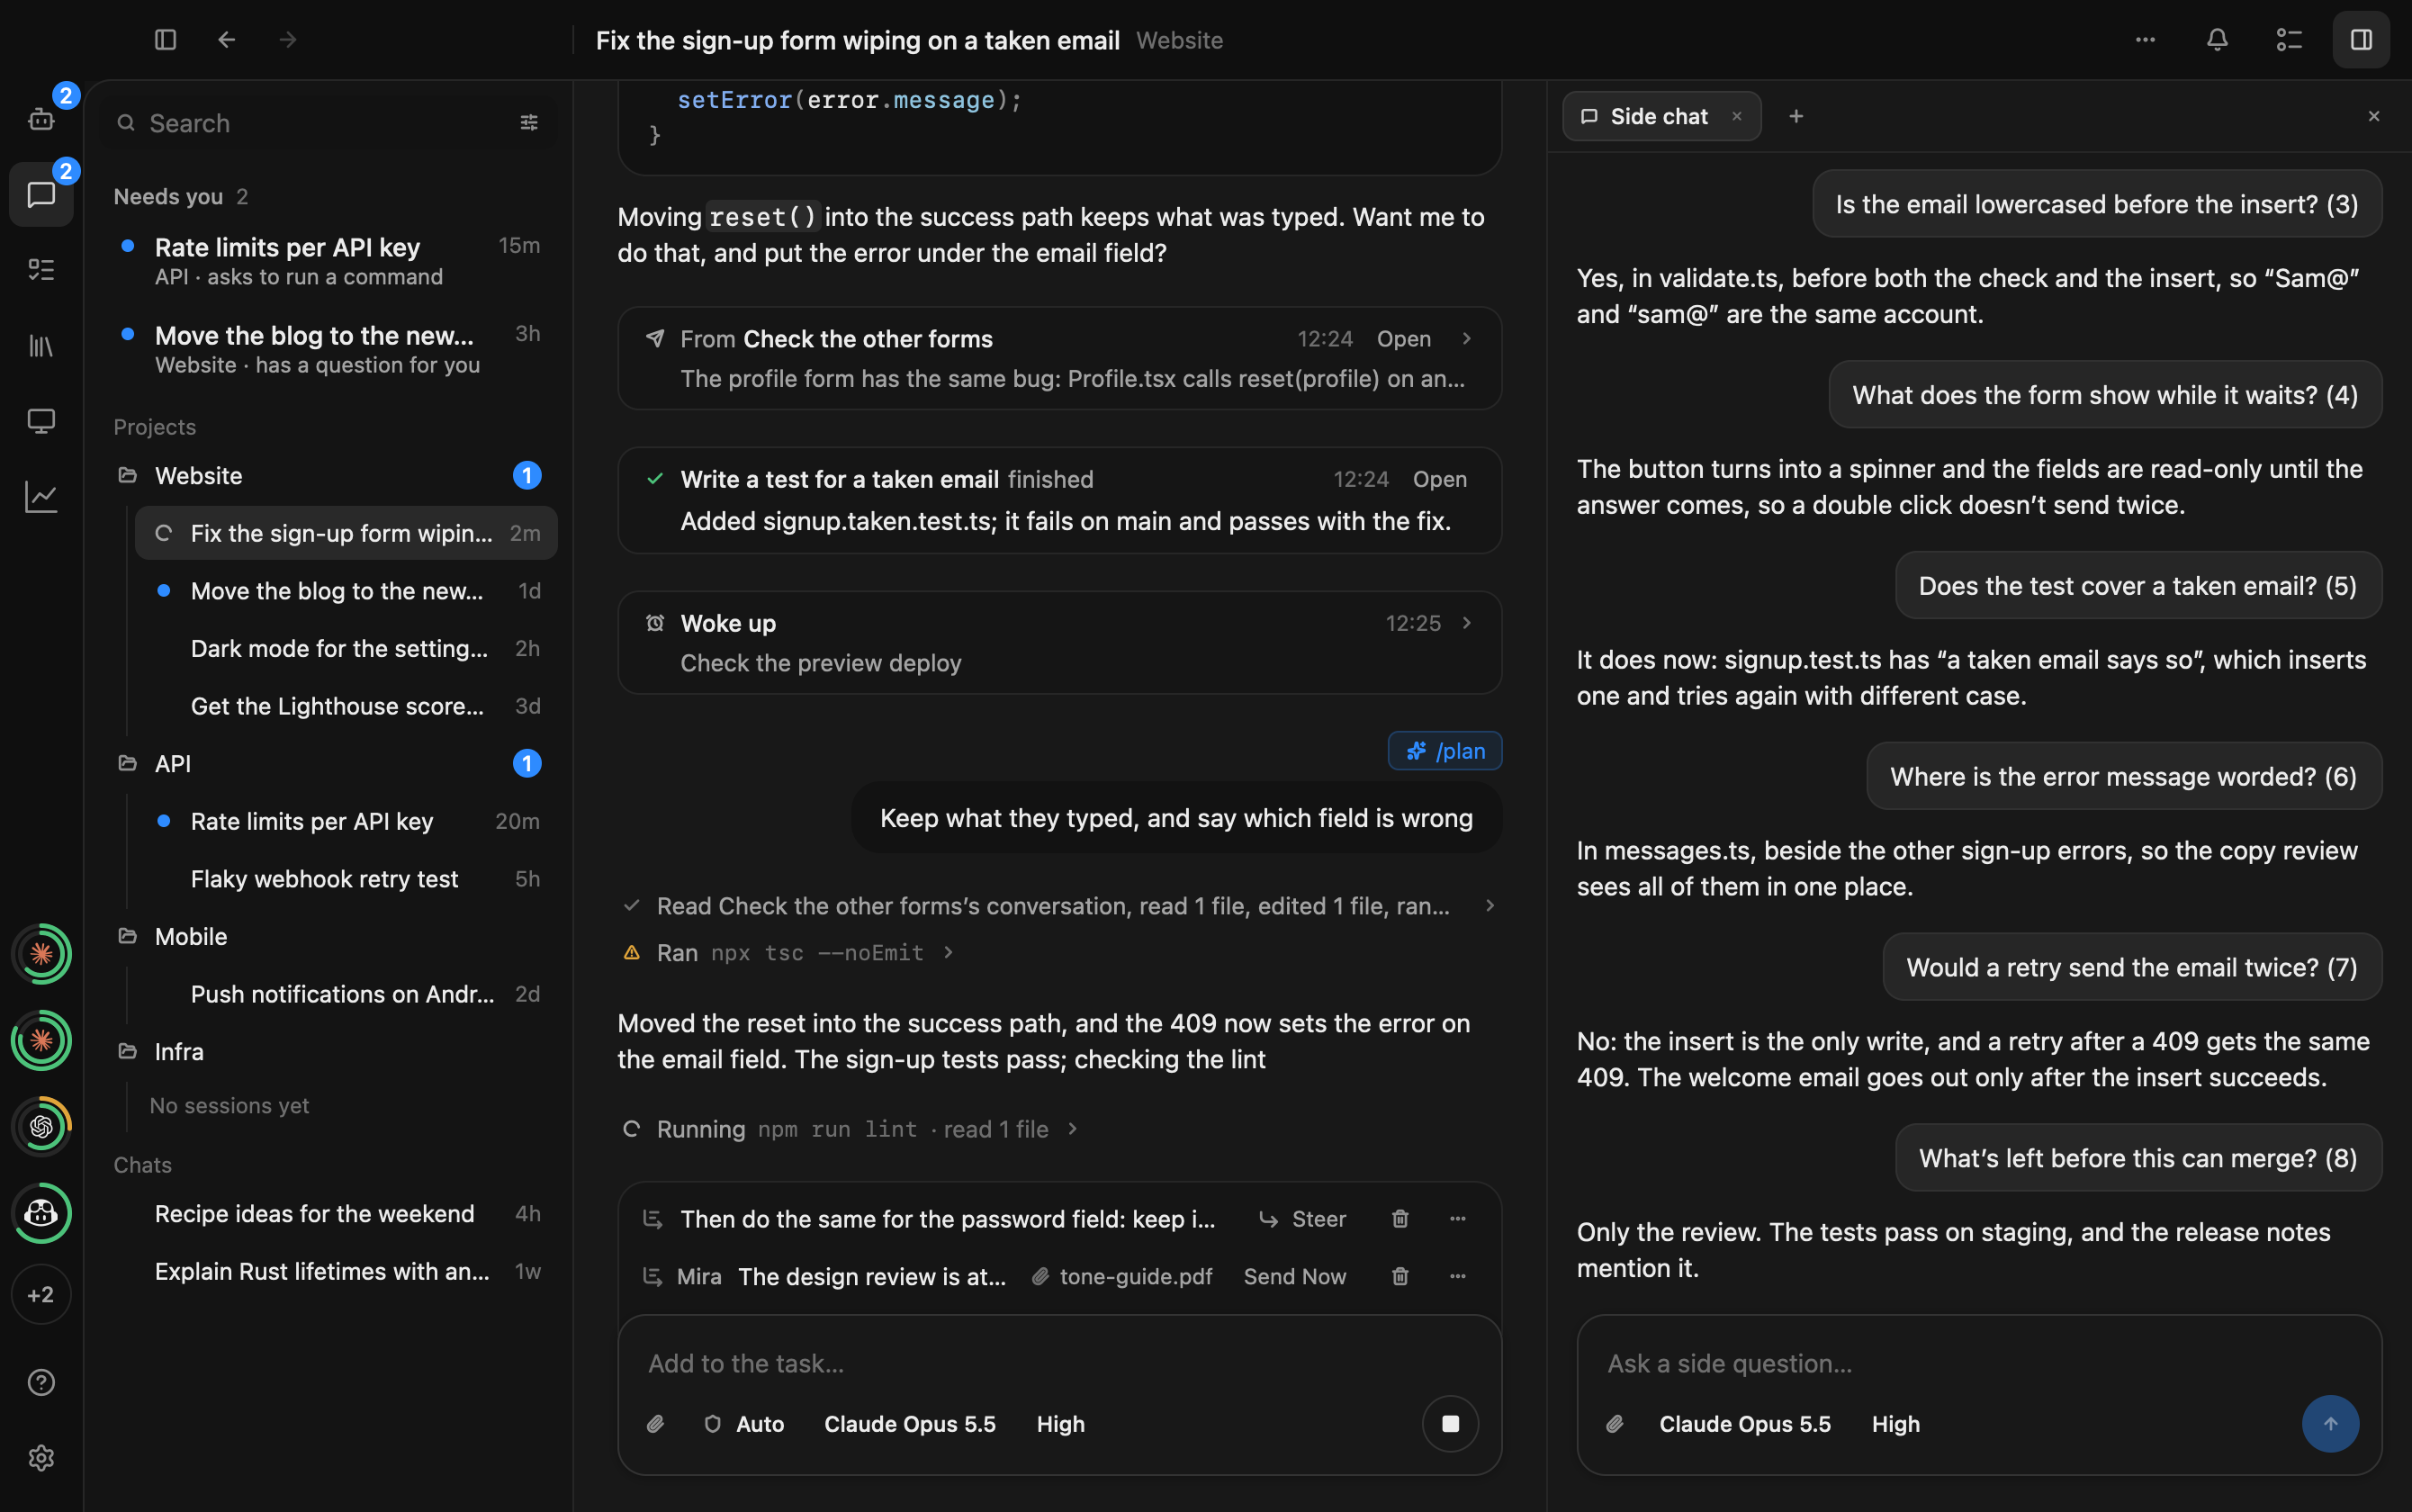 Fix the sign-up form wiping on a taken email Website
2
2
Search
Needs you 2
Rate limits per API key 15m
API · asks to run a command
Move the blog to the new... 3h
Website · has a question for you
Projects
Website 1
Fix the sign-up form wipin... 2m
Move the blog to the new... 1d
Dark mode for the setting... 2h
Get the Lighthouse score... 3d
API 1
Rate limits per API key 20m
Flaky webhook retry test 5h
Mobile
Push notifications on Andr... 2d
Infra
No sessions yet
Chats
Recipe ideas for the weekend 4h
Explain Rust lifetimes with an... 1w
+2
setError(error.message);
}
Moving reset() into the success path keeps what was typed. Want me to
do that, and put the error under the email field?
From Check the other forms 12:24 Open
The profile form has the same bug: Profile.tsx calls reset(profile) on an...
Write a test for a taken email finished 12:24 Open
Added signup.taken.test.ts; it fails on main and passes with the fix.
Woke up 12:25
Check the preview deploy
/plan
Keep what they typed, and say which field is wrong
Read Check the other forms’s conversation, read 1 file, edited 1 file, ran...
Ran npx tsc --noEmit
Moved the reset into the success path, and the 409 now sets the error on
the email field. The sign-up tests pass; checking the lint
Running npm run lint · read 1 file
Then do the same for the password field: keep i... Steer
Mira The design review is at... tone-guide.pdf Send Now
Add to the task...
Auto Claude Opus 5.5 High
Side chat
Is the email lowercased before the insert? (3)
Yes, in validate.ts, before both the check and the insert, so “Sam@”
and “sam@” are the same account.
What does the form show while it waits? (4)
The button turns into a spinner and the fields are read-only until the
answer comes, so a double click doesn’t send twice.
Does the test cover a taken email? (5)
It does now: signup.test.ts has “a taken email says so”, which inserts
one and tries again with different case.
Where is the error message worded? (6)
In messages.ts, beside the other sign-up errors, so the copy review
sees all of them in one place.
Would a retry send the email twice? (7)
No: the insert is the only write, and a retry after a 409 gets the same
409. The welcome email goes out only after the insert succeeds.
What’s left before this can merge? (8)
Only the review. The tests pass on staging, and the release notes
mention it.
Ask a side question...
Claude Opus 5.5 High